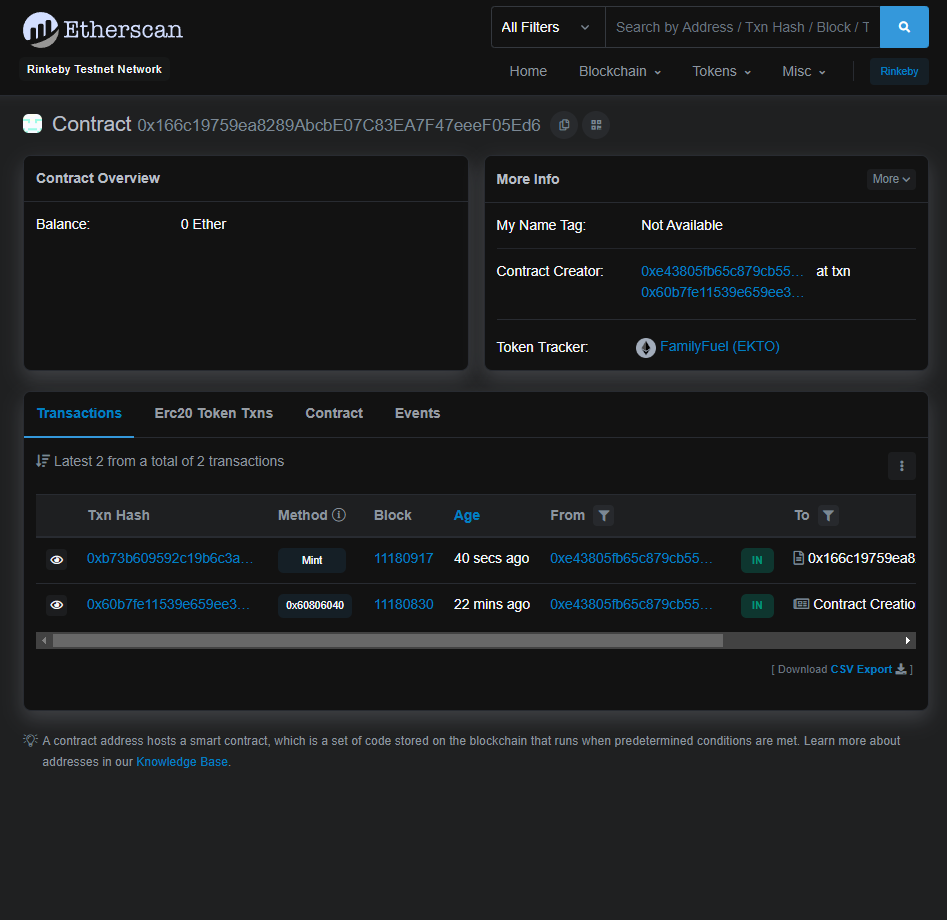 Etherscan
All Filters
Search by Address / Txn Hash / Block / T
Rinkeby Testnet Network
Home Blockchain Tokens Misc Rinkeby
Contract 0x166c19759ea8289AbcbE07C83EA7F47eeeF05Ed6
Contract Overview
Balance: 0 Ether
More Info
More
My Name Tag: Not Available
Contract Creator: 0xe43805fb65c879cb55... at txn
0x60b7fe11539e659ee3...
Token Tracker: FamilyFuel (EKTO)
Transactions Erc20 Token Txns Contract Events
Latest 2 from a total of 2 transactions
Txn Hash Method Block Age From To
0xb73b609592c19b6c3a... Mint 11180917 40 secs ago 0xe43805fb65c879cb55... IN 0x166c19759ea8
0x60b7fe11539e659ee3... 0x60806040 11180830 22 mins ago 0xe43805fb65c879cb55... IN Contract Creatio
[ Download CSV Export ]
A contract address hosts a smart contract, which is a set of code stored on the blockchain that runs when predetermined conditions are met. Learn more about
addresses in our Knowledge Base.